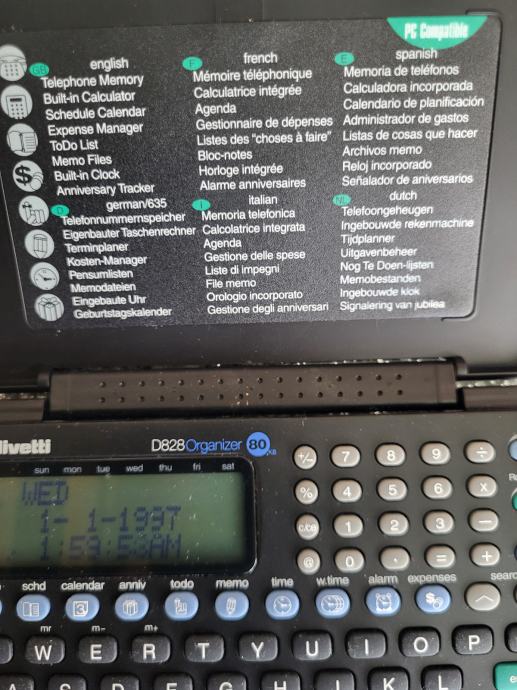 PC Compatible
GB english
Telephone Memory
Built-in Calculator
Schedule Calendar
Expense Manager
ToDo List
Memo Files
Built-in Clock
Anniversary Tracker
F french
Mémoire téléphonique
Calculatrice intégrée
Agenda
Gestionnaire de dépenses
Listes des "choses à faire"
Bloc-notes
Horloge intégrée
Alarme anniversaires
E spanish
Memoria de teléfonos
Calculadora incorporada
Calendario de planificación
Administrador de gastos
Listas de cosas que hacer
Archivos memo
Reloj incorporado
Señalador de aniversarios
D german/635
Telefonnummernspeicher
Eigenbauter Taschenrechner
Terminplaner
Kosten-Manager
Pensumlisten
Memodateien
Eingebaute Uhr
Geburtstagskalender
I italian
Memoria telefonica
Calcolatrice integrata
Agenda
Gestione delle spese
Liste di impegni
File memo
Orologio incorporato
Gestione degli anniversari
NL dutch
Telefoongeheugen
Ingebouwde rekenmachine
Tijdplanner
Uitgavenbeheer
Nog Te Doen-lijsten
Memobestanden
Ingebouwde klok
Signalering van jubilea
livetti D828 Organizer 80 KB
sun mon tue wed thu fri sat
WED
1- 1-1997
1:59:53AM
+/- 7 8 9 ÷
% 4 5 6 x
c/ce 1 2 3 −
@ 0 . = +
schd calendar anniv todo memo time w.time alarm expenses searc
3
mr m- m+
W E R T Y U I O P
A S D F G H J K L